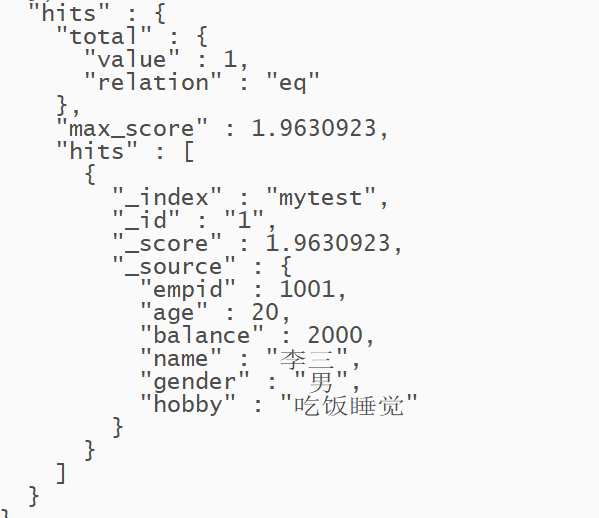 "hits" : {
"total" : {
"value" : 1,
"relation" : "eq"
},
"max_score" : 1.9630923,
"hits" : [
{
"_index" : "mytest",
"_id" : "1",
"_score" : 1.9630923,
"_source" : {
"empid" : 1001,
"age" : 20,
"balance" : 2000,
"name" : "李三",
"gender" : "男",
"hobby" : "吃饭睡觉"
}
}
]
}
}